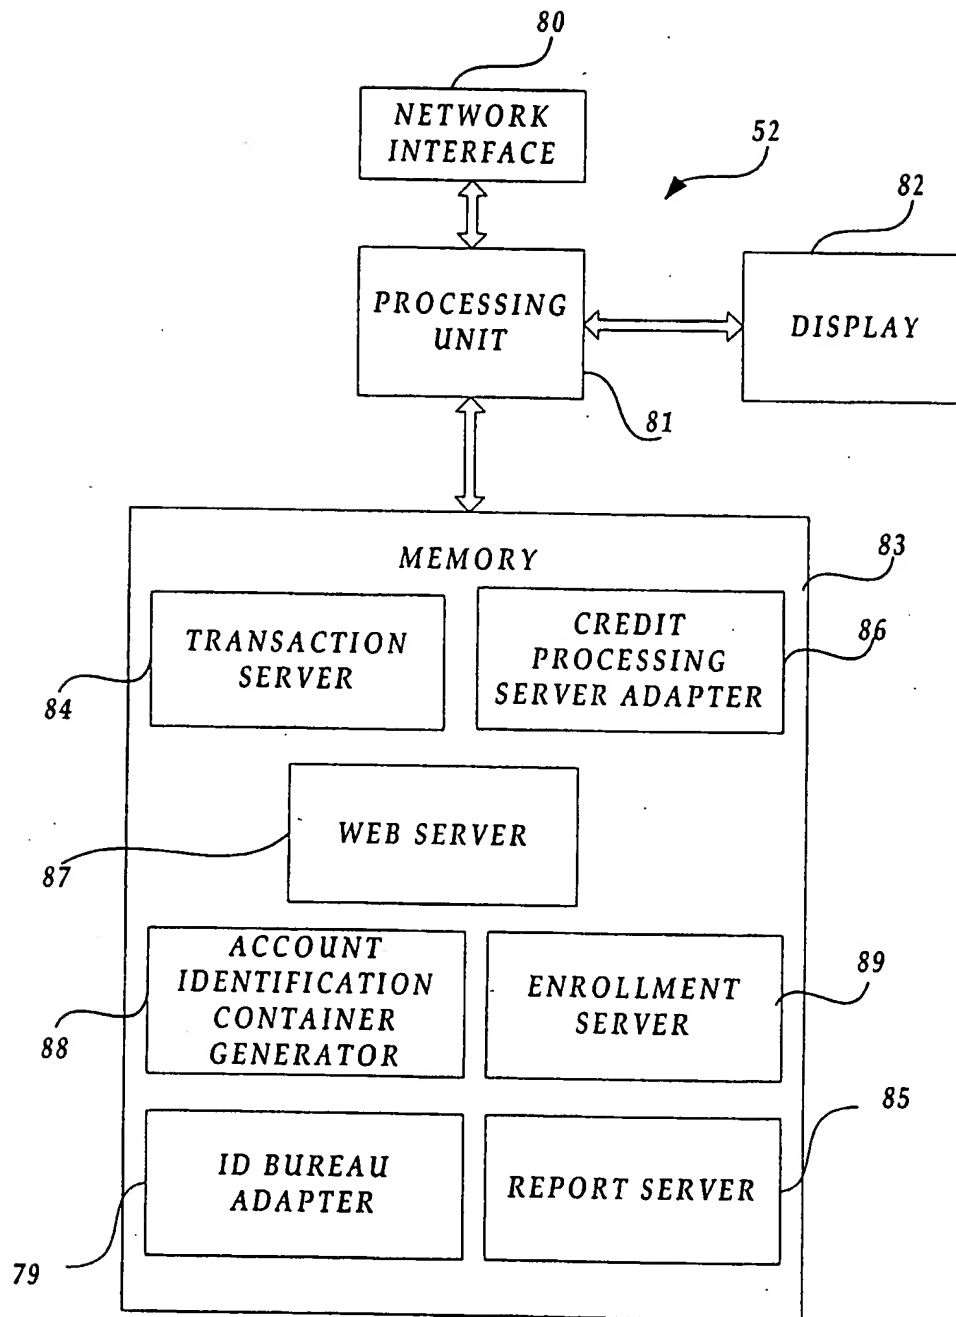 80
NETWORK
INTERFACE
52
82
PROCESSING
UNIT
DISPLAY
81
MEMORY
83
TRANSACTION
SERVER
84
CREDIT
PROCESSING
SERVER ADAPTER
86
WEB SERVER
87
ACCOUNT
IDENTIFICATION
CONTAINER
GENERATOR
88
ENROLLMENT
SERVER
89
85
ID BUREAU
ADAPTER
REPORT SERVER
79